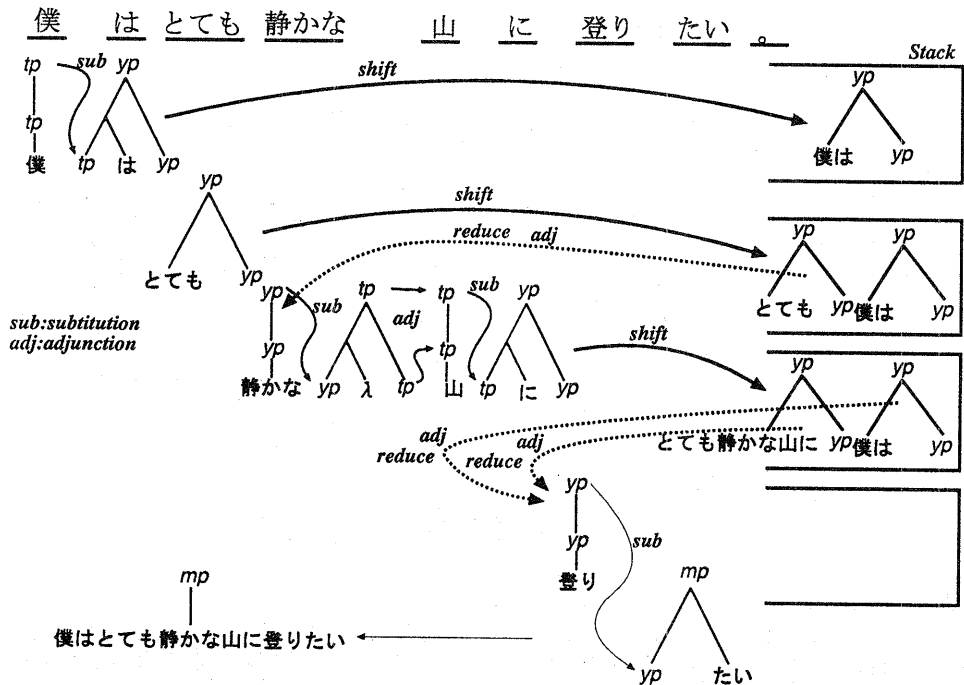 僕 は とても 静かな 山 に 登り たい 。
Stack
tp sub yp shift yp
tp
僕 tp は yp 僕は yp
yp shift
reduce adj yp yp
とても yp とても yp 僕は yp
yp sub tp tp sub yp
sub:subtitution adj
adj:adjunction yp tp shift
静かな yp λ tp 山 tp に yp yp yp
adj adj とても静かな山に yp 僕は yp
reduce reduce
yp
yp sub
登り
mp mp
僕はとても静かな山に登りたい
yp たい